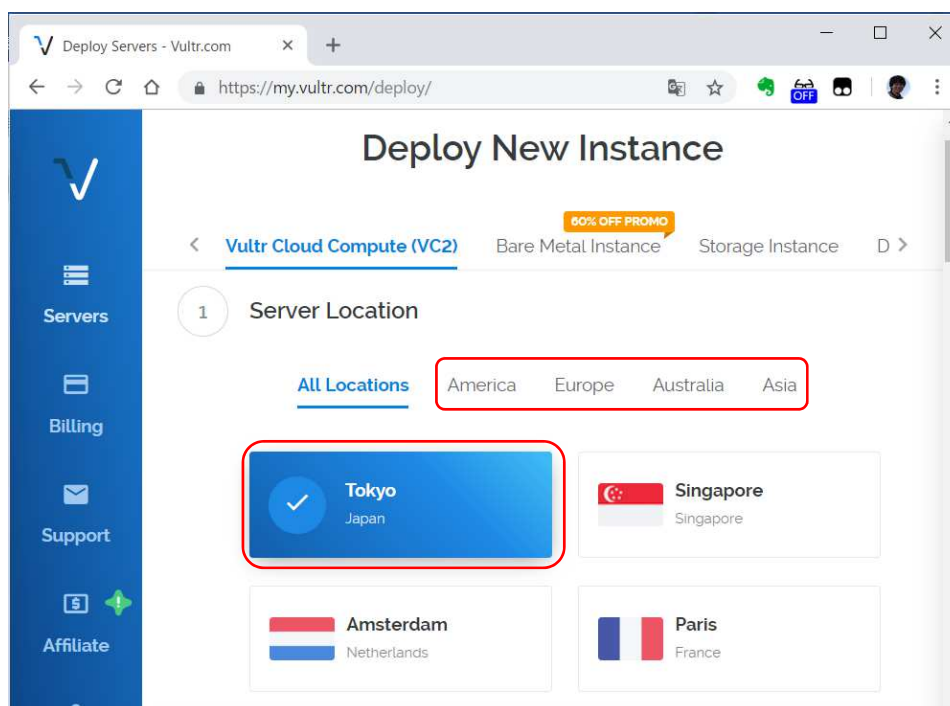 Deploy Servers - Vultr.com
https://my.vultr.com/deploy/
OFF
Deploy New Instance
60% OFF PROMO
Vultr Cloud Compute (VC2) Bare Metal Instance Storage Instance D
Servers
1 Server Location
All Locations America Europe Australia Asia
Billing
Tokyo
Japan
Singapore
Singapore
Support
Amsterdam
Netherlands
Paris
France
Affiliate